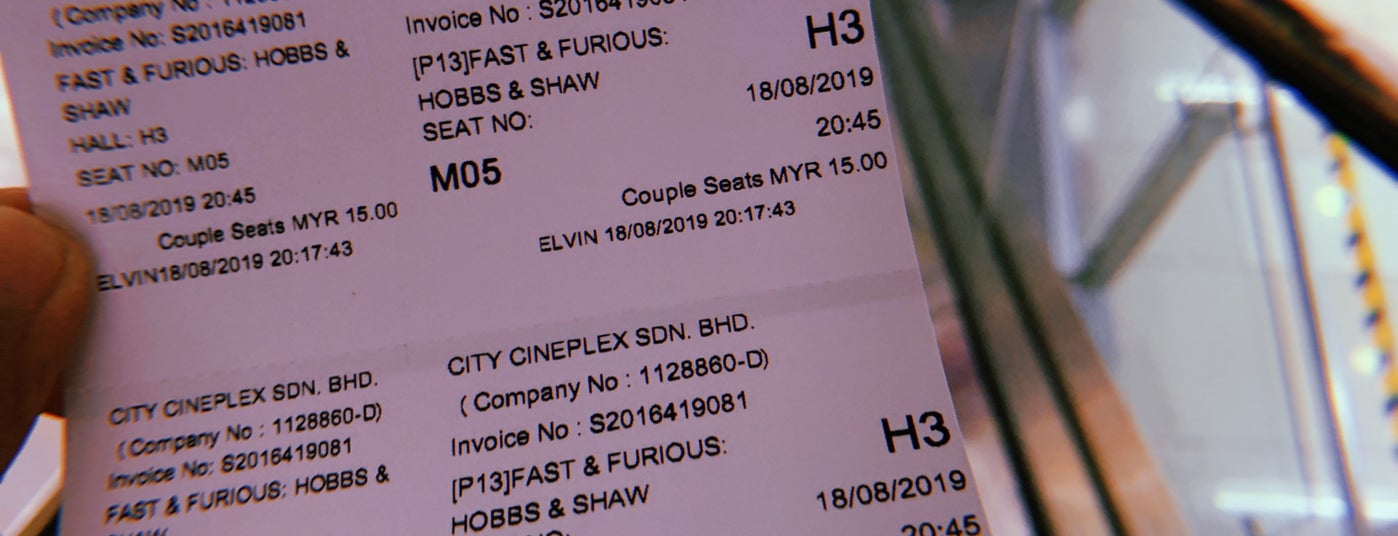 (Company No :
Invoice No: S2016419081
FAST & FURIOUS: HOBBS &
SHAW
HALL: H3
SEAT NO: M05
18/08/2019 20:45
Couple Seats MYR 15.00
ELVIN18/08/2019 20:17:43
Invoice No : S2016419081
[P13]FAST & FURIOUS:
HOBBS & SHAW
SEAT NO:
M05
H3
18/08/2019
20:45
Couple Seats MYR 15.00
ELVIN 18/08/2019 20:17:43
CITY CINEPLEX SDN. BHD.
(Company No : 1128860-D)
Invoice No: S2016419081
FAST & FURIOUS: HOBBS &
SHAW
CITY CINEPLEX SDN. BHD.
( Company No : 1128860-D)
Invoice No : S2016419081
[P13]FAST & FURIOUS:
HOBBS & SHAW
H3
18/08/2019
20:45